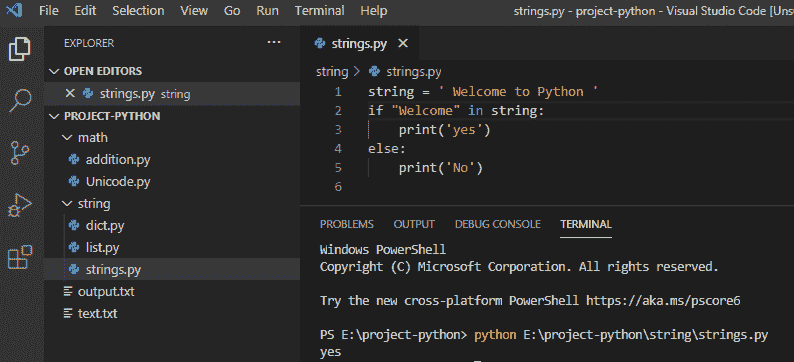 File Edit Selection View Go Run Terminal Help strings.py - project-python - Visual Studio Code [Uns
EXPLORER
OPEN EDITORS
strings.py string
PROJECT-PYTHON
math
addition.py
Unicode.py
string
dict.py
list.py
strings.py
output.txt
text.txt
strings.py
string > strings.py
1 string = ' Welcome to Python '
2 if "Welcome" in string:
3 print('yes')
4 else:
5 print('No')
6
PROBLEMS OUTPUT DEBUG CONSOLE TERMINAL
Windows PowerShell
Copyright (C) Microsoft Corporation. All rights reserved.
Try the new cross-platform PowerShell https://aka.ms/pscore6
PS E:\project-python> python E:\project-python\string\strings.py
yes